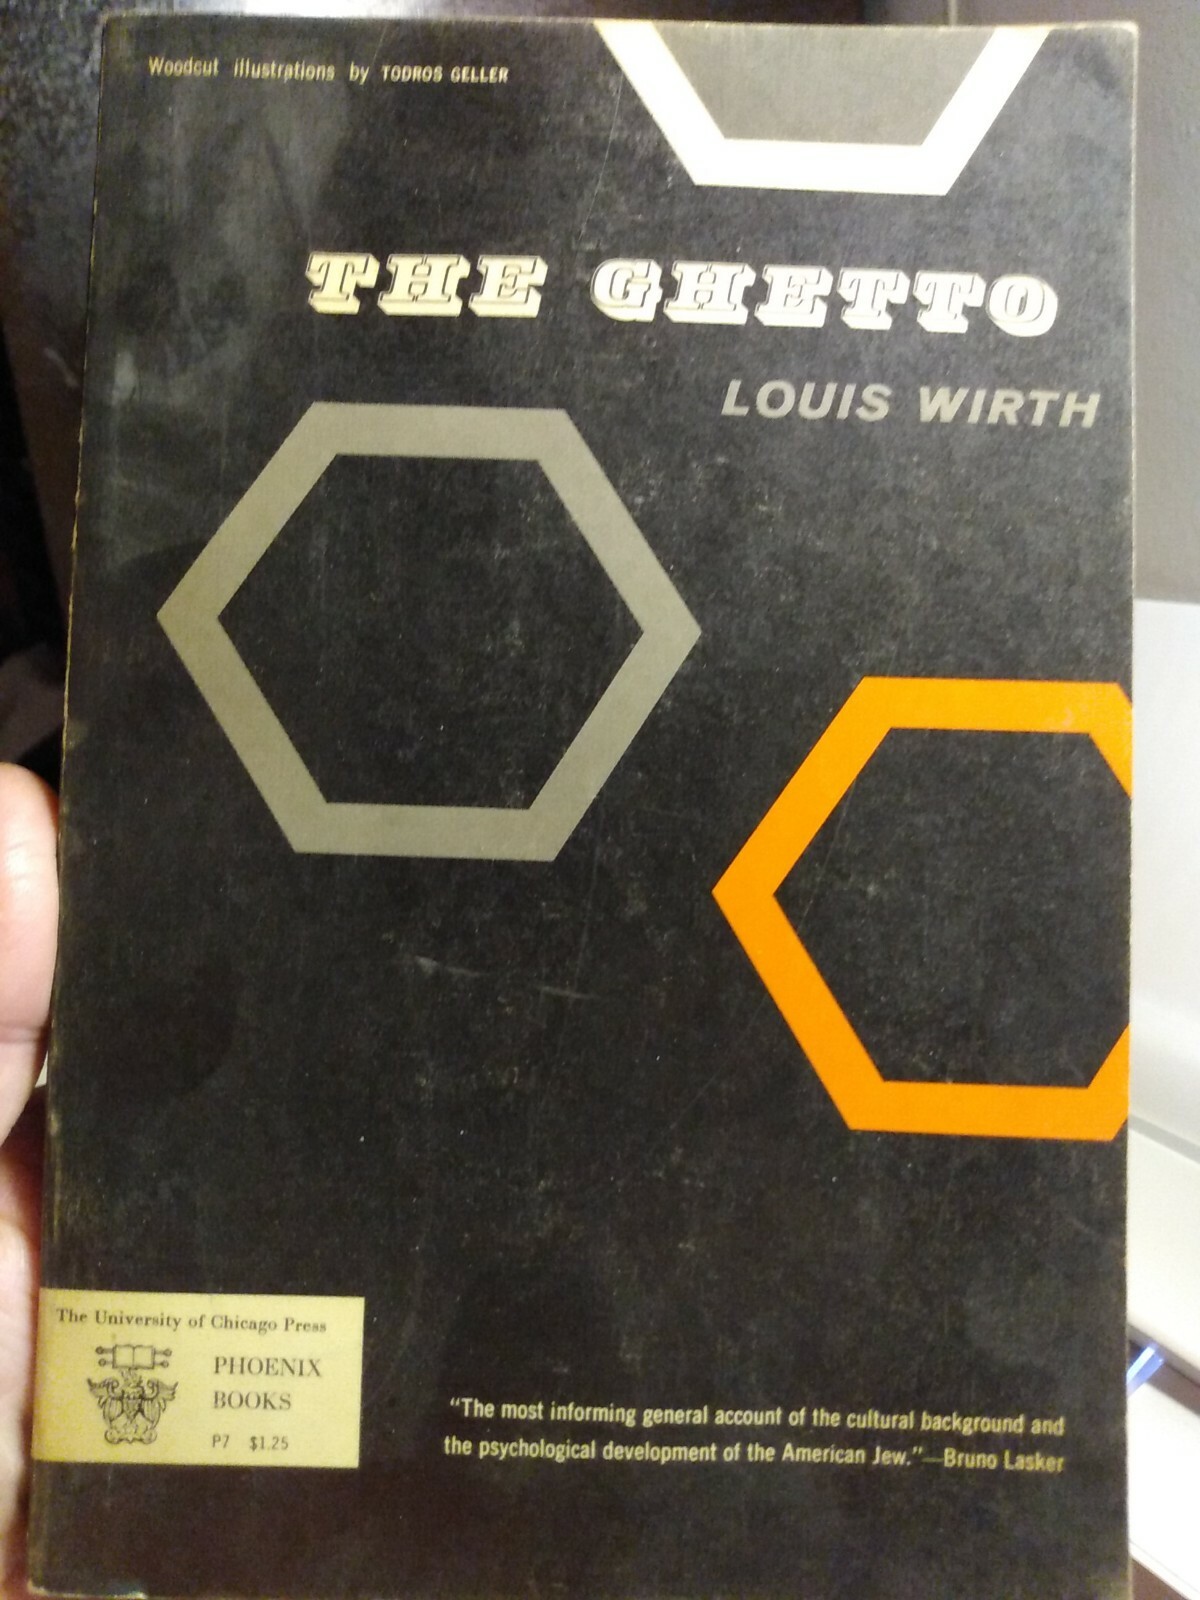 Woodcut illustrations by TODROS GELLER
THE GHETTO
LOUIS WIRTH
The University of Chicago Press
PHOENIX
BOOKS
P7 $1.25
"The most informing general account of the cultural background and
the psychological development of the American Jew."—Bruno Lasker